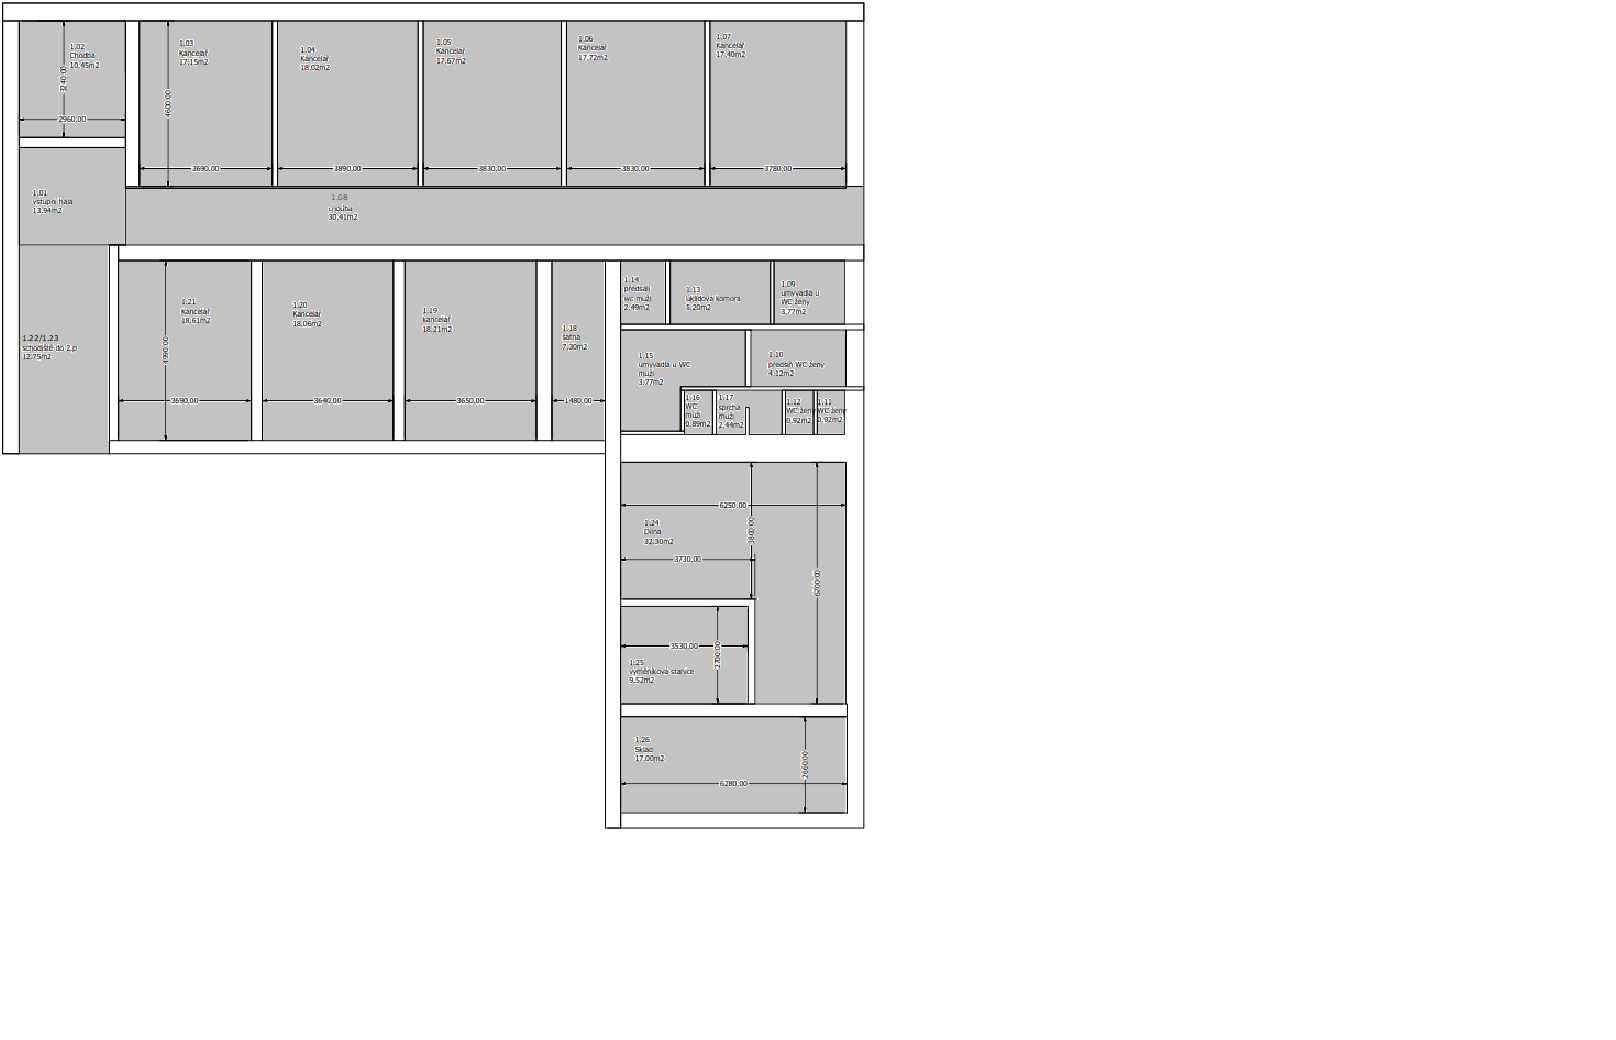 1.02
Chodba
10.45m2
3240,00
2960,00
1.03
Kancelář
17.15m2
4600,00
3690,00
1.04
Kancelář
18.02m2
3890,00
1.05
Kancelář
17.67m2
3830,00
1.06
Kancelář
17.72m2
3830,00
1.07
Kancelář
17.40m2
3780,00
1.01
vstupní hala
13.94m2
1.08
chodba
30.41m2
1.22/1.23
schodiště do 2.p
12.75m2
1.21
Kancelář
18.61m2
4990,00
3690,00
1.20
Kancelář
18.06m2
3640,00
1.19
kancelář
18.21m2
3650,00
1.18
šatna
7.20m2
1480,00
1.14
předsálí
wc muži
2.49m2
1.13
úklidová komora
5.20m2
1.09
umyvadla u
WC ženy
3.77m2
1.15
umyvadla u WC
muži
3.77m2
1.10
předsíň WC ženy
4.12m2
1.16
WC
muži
0.89m2
1.17
sprcha
muži
2.44m2
1.12
WC ženy
0.92m2
1.11
WC ženy
0.92m2
6250,00
1.24
Dílna
32.30m2
3800,00
3730,00
6200,00
3530,00
2700,00
1.25
výměníková stanice
9.52m2
1.26
Sklad
17.00m2
2660,00
6280,00